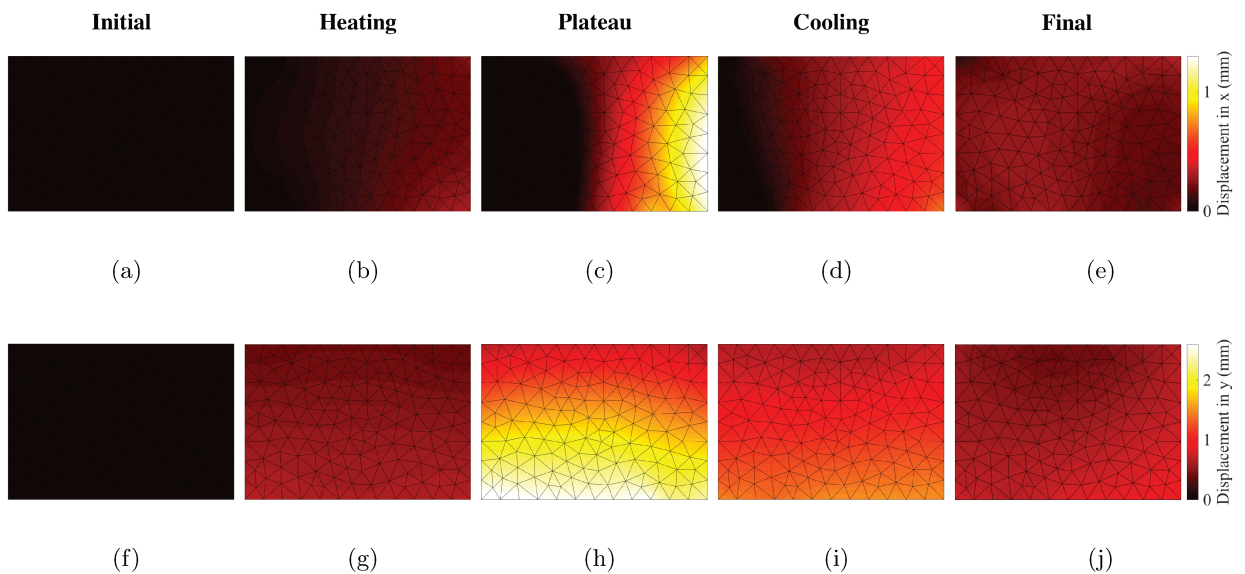 Initial Heating Plateau Cooling Final
1
0
Displacement in x (mm)
(a) (b) (c) (d) (e)
2
1
0
Displacement in y (mm)
(f) (g) (h) (i) (j)